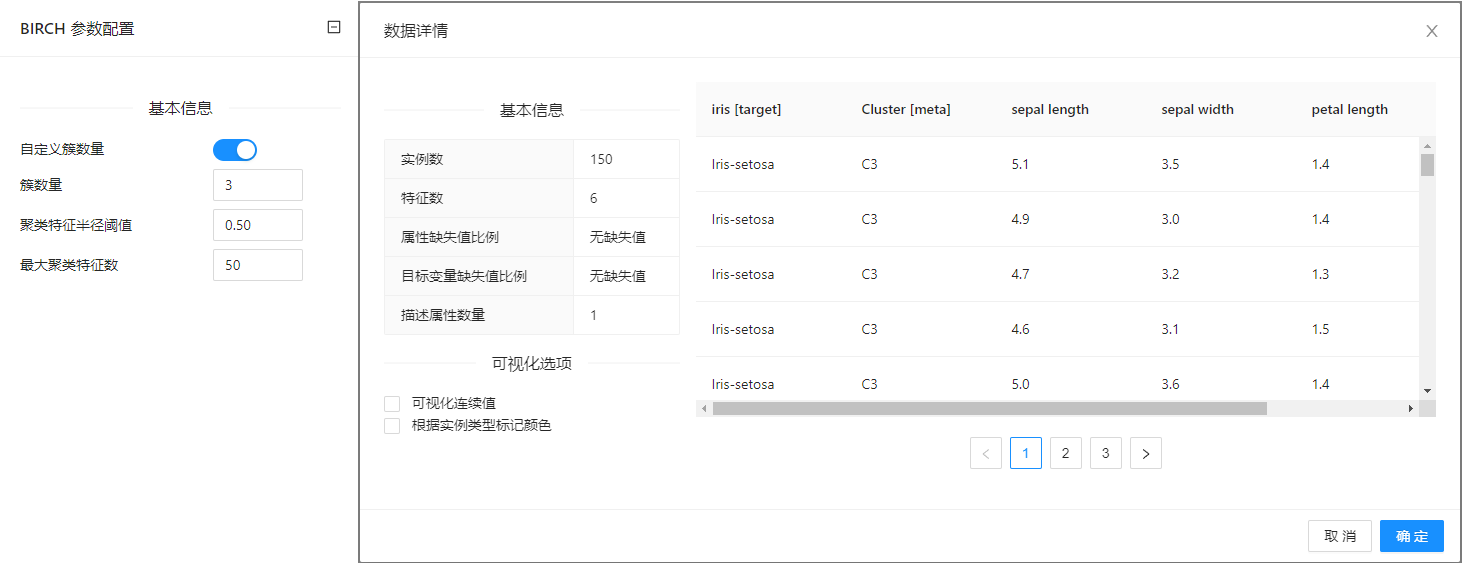 BIRCH 参数配置
基本信息
自定义簇数量
簇数量 3
聚类特征半径阈值 0.50
最大聚类特征数 50
数据详情
基本信息
实例数 150
特征数 6
属性缺失值比例 无缺失值
目标变量缺失值比例 无缺失值
描述属性数量 1
可视化选项
可视化连续值
根据实例类型标记颜色
iris [target] Cluster [meta] sepal length sepal width petal length
Iris-setosa C3 5.1 3.5 1.4
Iris-setosa C3 4.9 3.0 1.4
Iris-setosa C3 4.7 3.2 1.3
Iris-setosa C3 4.6 3.1 1.5
Iris-setosa C3 5.0 3.6 1.4
< 1 2 3 >
取 消 确 定